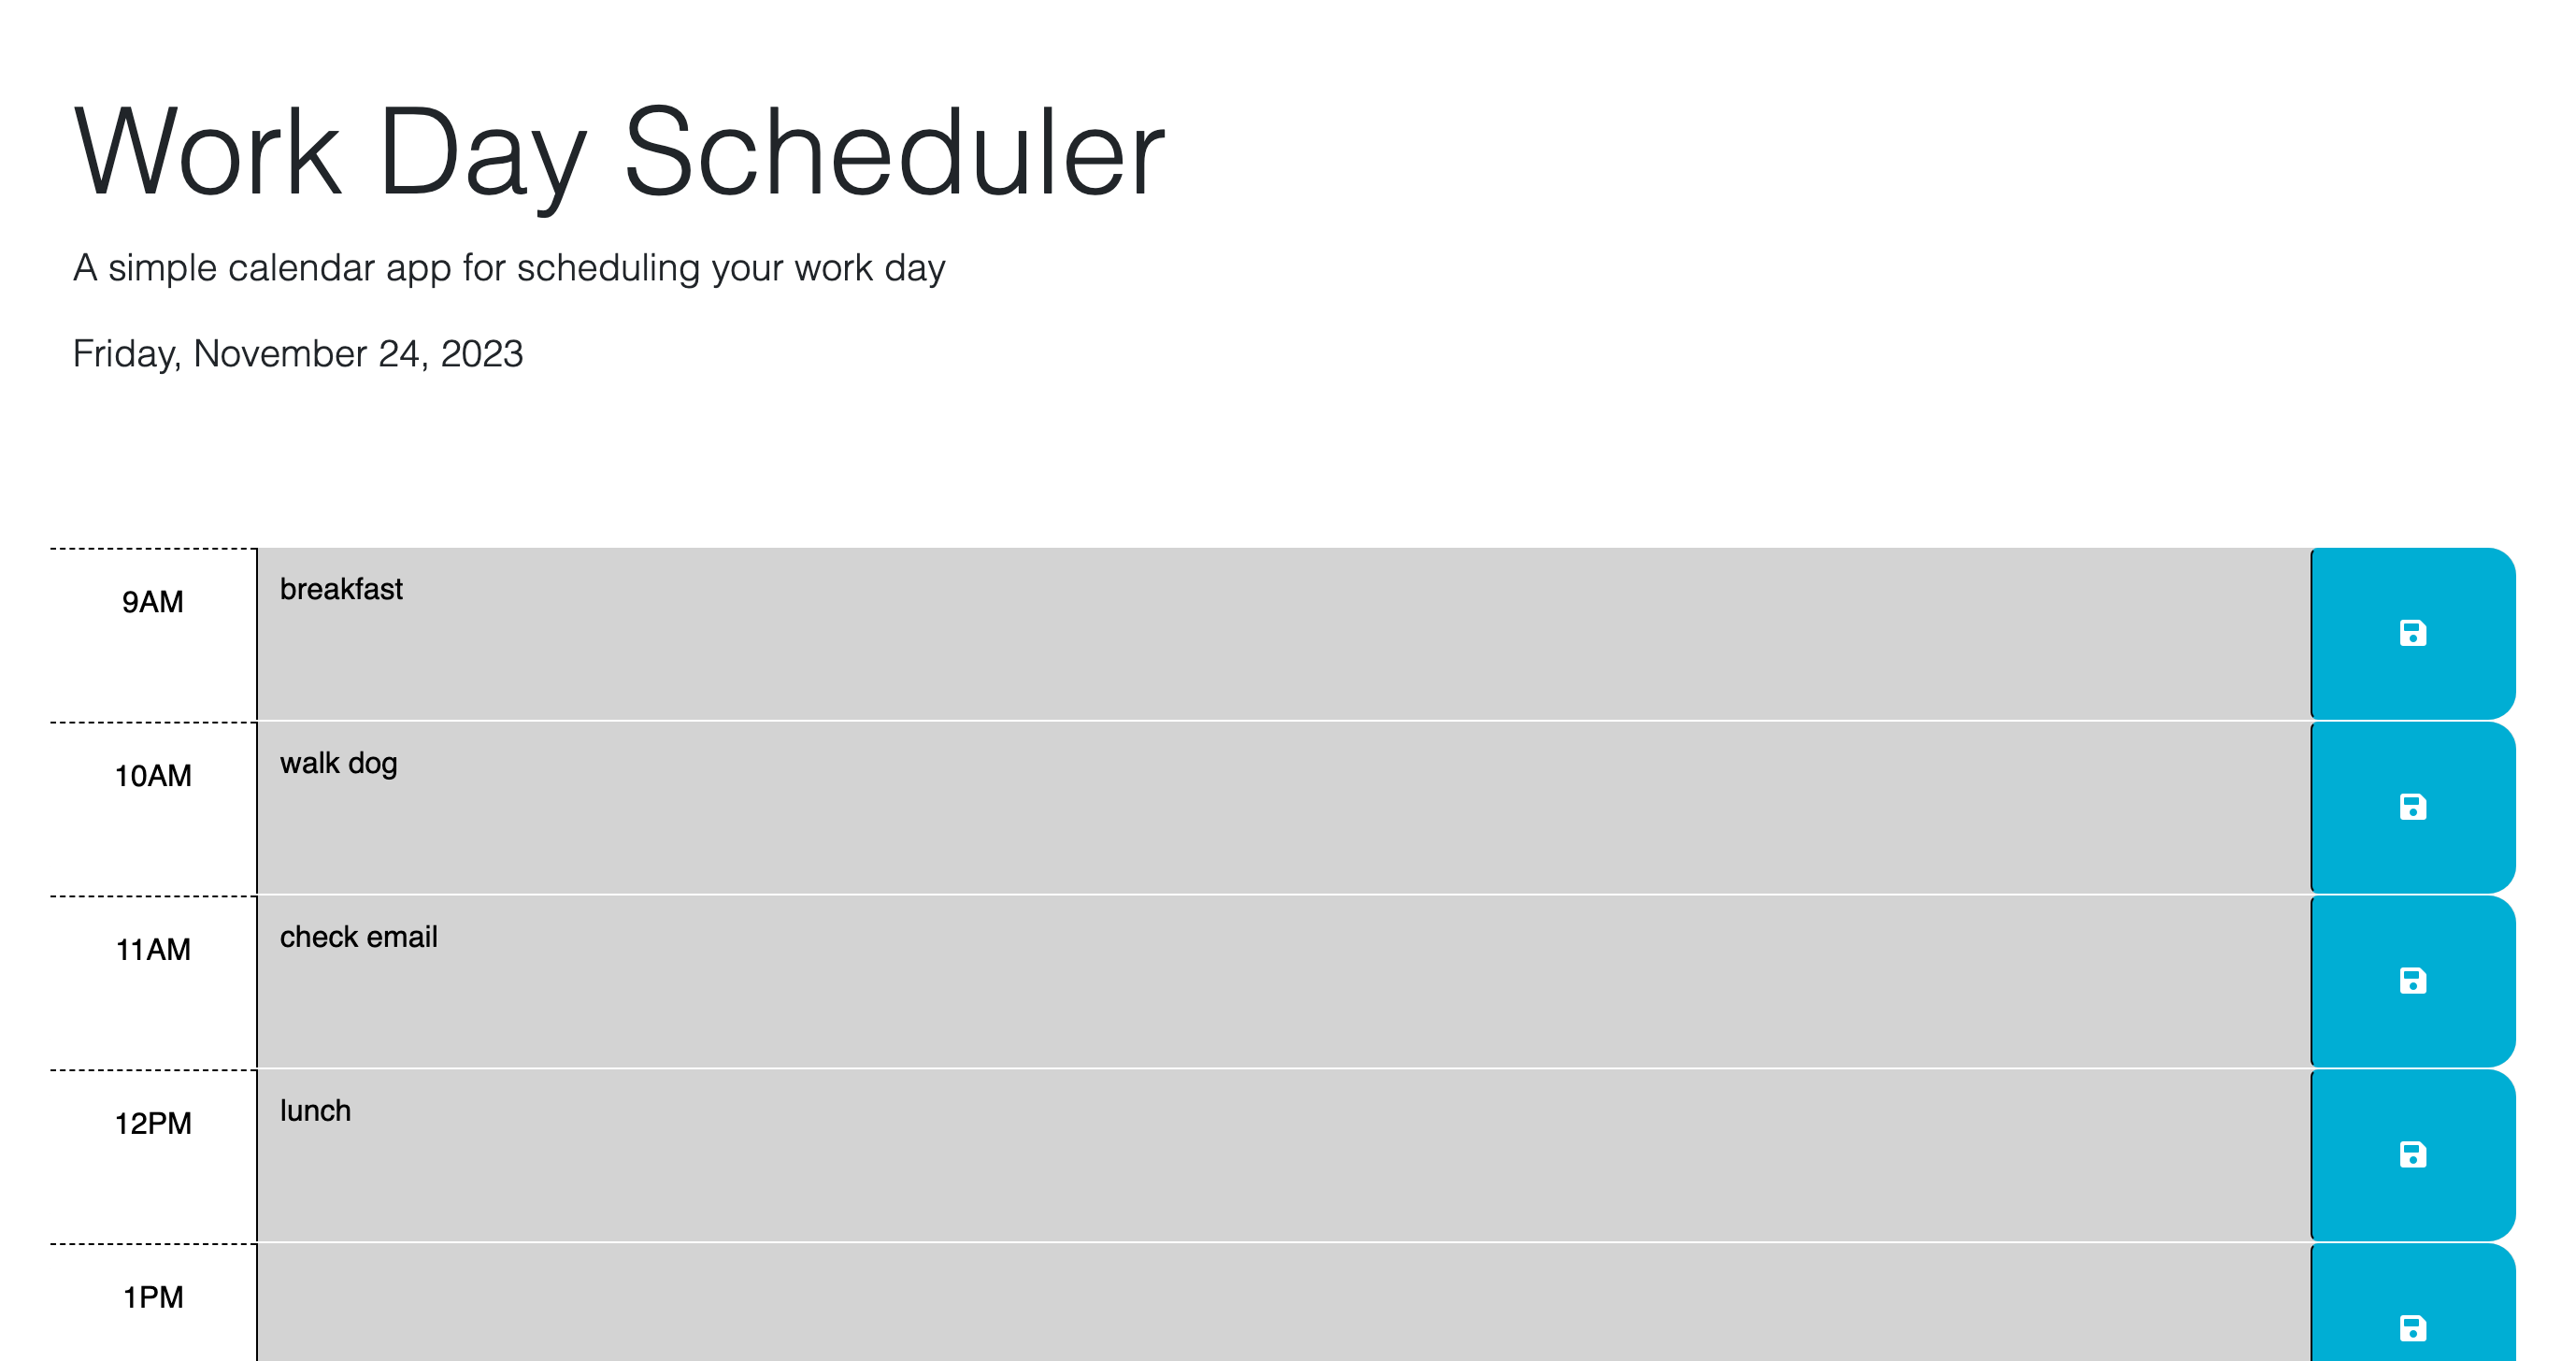 Work Day Scheduler
A simple calendar app for scheduling your work day
Friday, November 24, 2023
9AM
breakfast
10AM
walk dog
11AM
check email
12PM
lunch
1PM